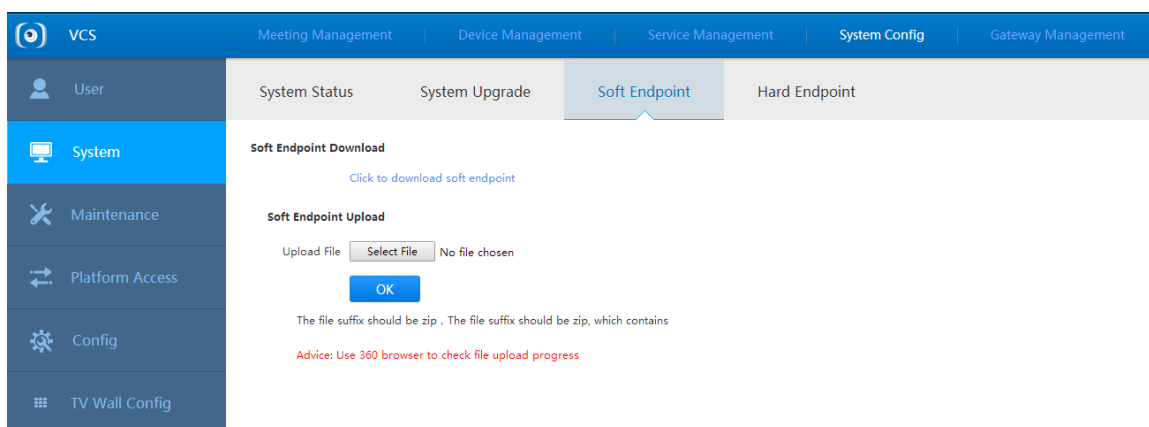 VCS Meeting Management Device Management Service Management System Config Gateway Management
User
System
Maintenance
Platform Access
Config
TV Wall Config
System Status System Upgrade Soft Endpoint Hard Endpoint
Soft Endpoint Download
Click to download soft endpoint
Soft Endpoint Upload
Upload File Select File No file chosen
OK
The file suffix should be zip , The file suffix should be zip, which contains
Advice: Use 360 browser to check file upload progress